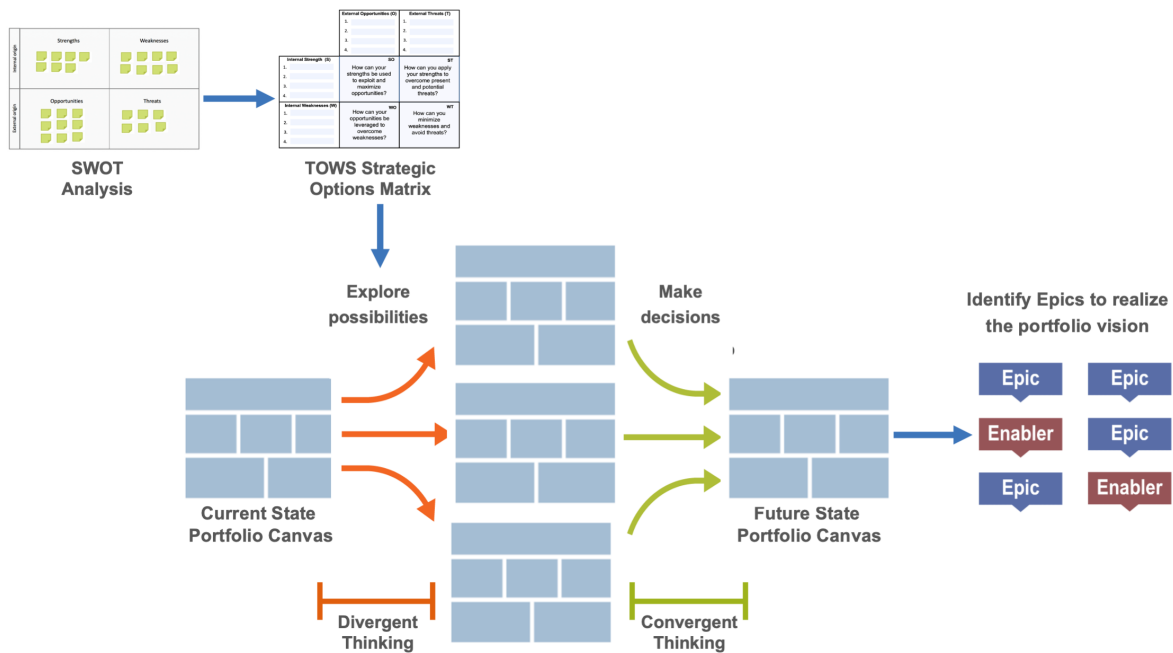 Internal origin
External origin
Strengths
Weaknesses
Opportunities
Threats
SWOT
Analysis
External Opportunities (O)
1.
2.
3.
4.
External Threats (T)
1.
2.
3.
4.
Internal Strength (S)
1.
2.
3.
4.
SO
How can your
strengths be used
to exploit and
maximize
opportunities?
ST
How can you apply
your strengths to
overcome present
and potential
threats?
Internal Weaknesses (W)
1.
2.
3.
4.
WO
How can your
opportunities be
leveraged to
overcome
weaknesses?
WT
How can you
minimize
weaknesses and
avoid threats?
TOWS Strategic
Options Matrix
Explore
possibilities
Make
decisions
Identify Epics to realize
the portfolio vision
Epic
Epic
Enabler
Epic
Epic
Enabler
Current State
Portfolio Canvas
Future State
Portfolio Canvas
Divergent
Thinking
Convergent
Thinking